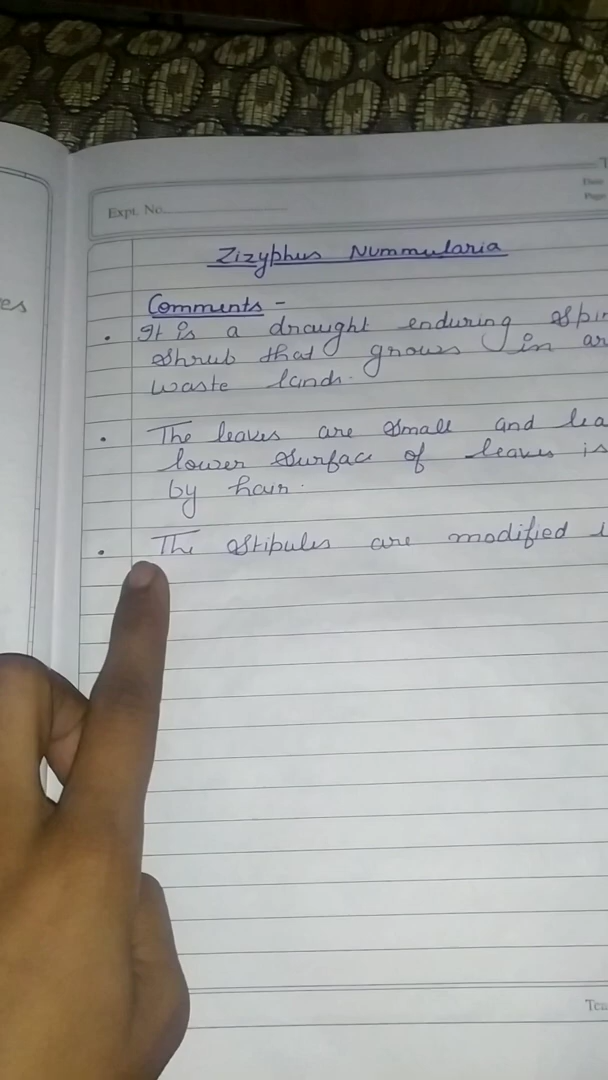 Expt. No.
Zizyphus Nummularia
Comments -
• It is a draught enduring
shrub that grows in
waste lands.
• The leaves are small and
lower surface of leaves is
by hair.
• The stibules are modified